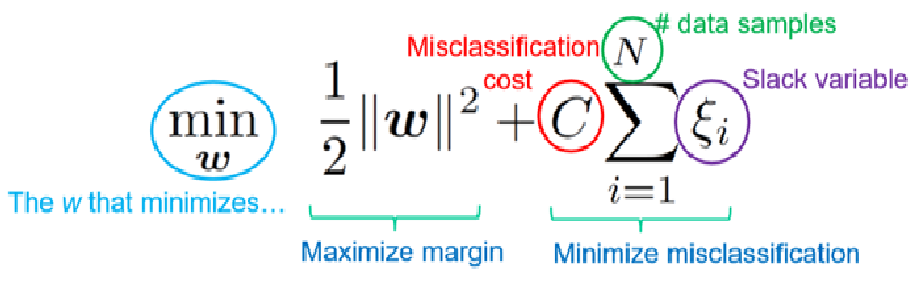 # data samples
Misclassification
cost
N
Slack variable
min
w
1
2
‖w‖² + C ∑ ξᵢ
i=1
The w that minimizes...
Maximize margin
Minimize misclassification